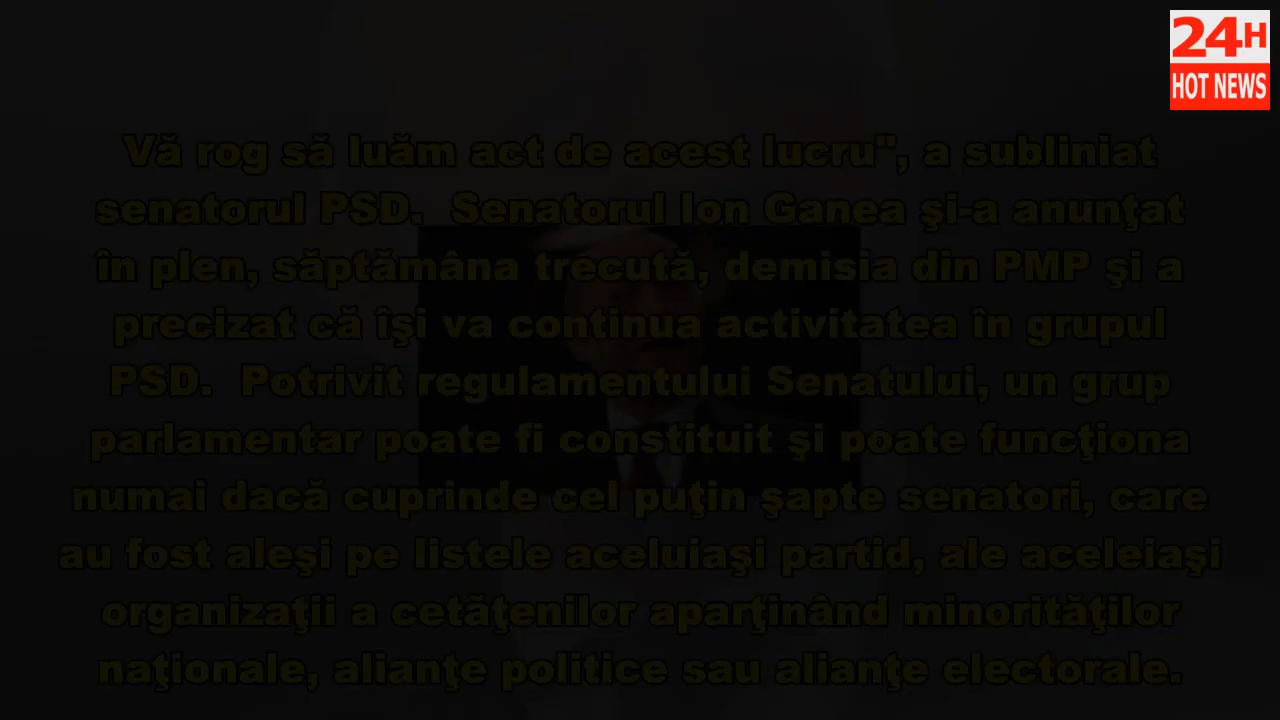 24H
HOT NEWS
Vă rog să luăm act de acest lucru", a subliniat
senatorul PSD.  Senatorul Ion Ganea şi-a anunţat
în plen, săptămâna trecută, demisia din PMP şi a
precizat că îşi va continua activitatea în grupul
PSD.  Potrivit regulamentului Senatului, un grup
parlamentar poate fi constituit şi poate funcţiona
numai dacă cuprinde cel puţin şapte senatori, care
au fost aleşi pe listele aceluiaşi partid, ale aceleiaşi
organizaţii a cetăţenilor aparţinând minorităţilor
naţionale, alianţe politice sau alianţe electorale.